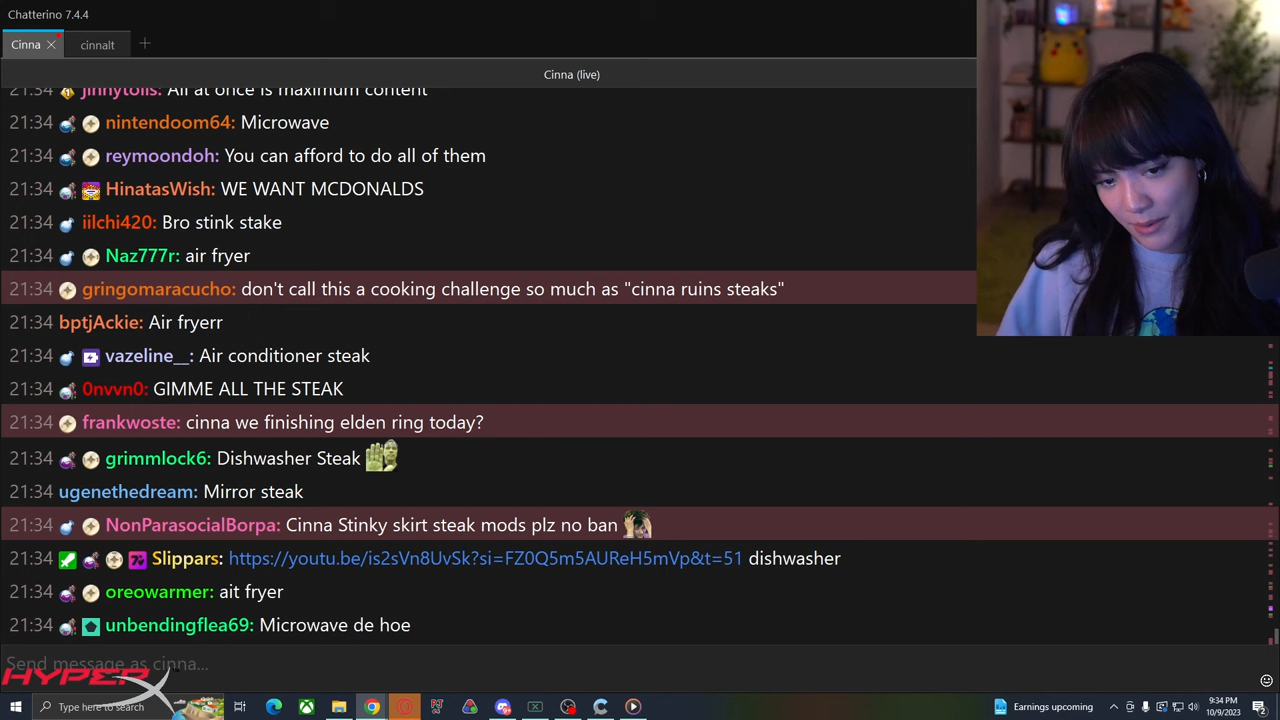 Chatterino 7.4.4
Cinna
cinnalt
Cinna (live)
21:34 jinnytolls: All at once is maximum content
21:34 nintendoom64: Microwave
21:34 reymoondoh: You can afford to do all of them
21:34 HinatasWish: WE WANT MCDONALDS
21:34 iilchi420: Bro stink stake
21:34 Naz777r: air fryer
21:34 gringomaracucho: don't call this a cooking challenge so much as "cinna ruins steaks"
bptjAckie: Air fryerr
21:34 vazeline__: Air conditioner steak
21:34 0nvvn0: GIMME ALL THE STEAK
21:34 frankwoste: cinna we finishing elden ring today?
21:34 grimmlock6: Dishwasher Steak
21:34 ugenethedream: Mirror steak
21:34 NonParasocialBorpa: Cinna Stinky skirt steak mods plz no ban
21:34 Slippars: https://youtu.be/is2sVn8UvSk?si=FZ0Q5m5AUReH5mVp&t=51 dishwasher
21:34 oreowarmer: ait fryer
21:34 unbendingflea69: Microwave de hoe
Send message as cinna...
HYPERX
Type here to search
Earnings upcoming
9:34 PM
10/9/2023
2